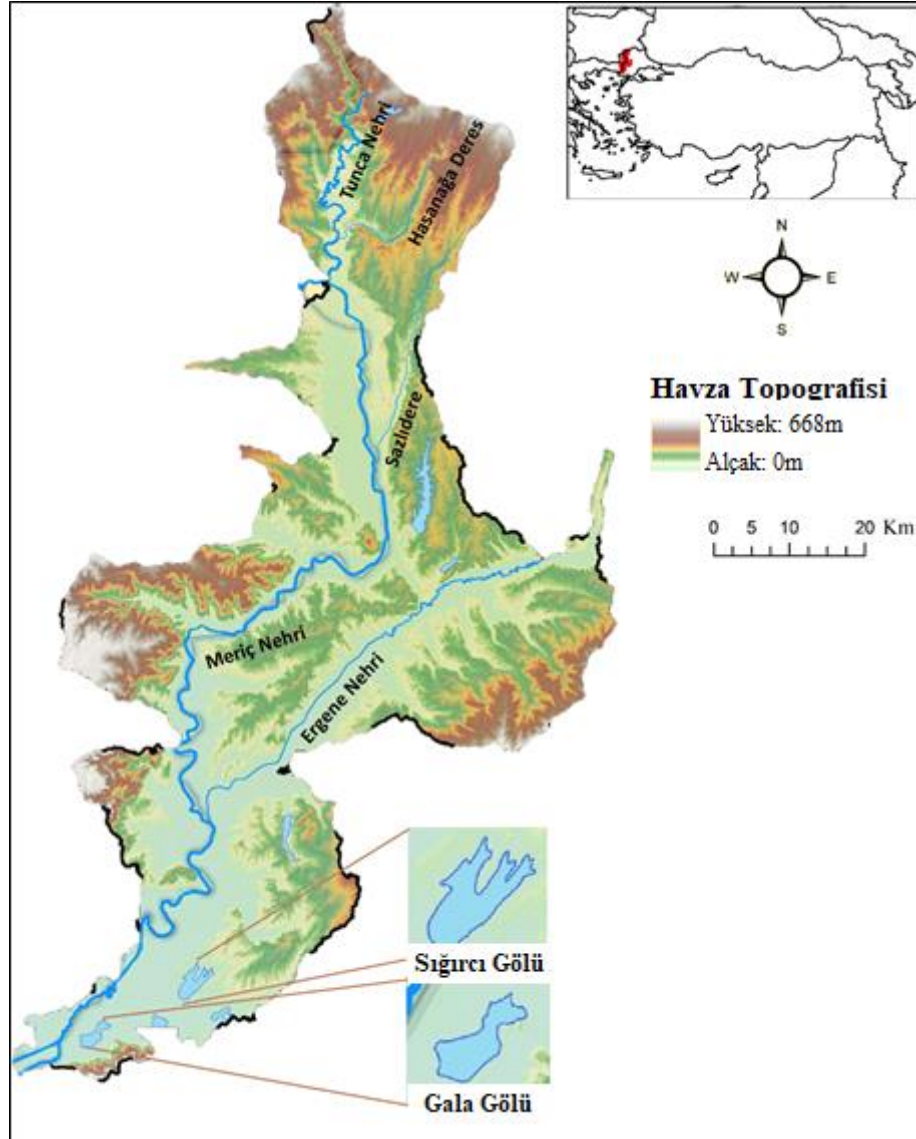 Tunca Nehri
Hasanağa Deres
N
W
E
S
Havza Topografisi
Yüksek: 668m
Alçak: 0m
0 5 10 20 Km
Sazlıdere
Meriç Nehri
Ergene Nehri
Sığırcı Gölü
Gala Gölü